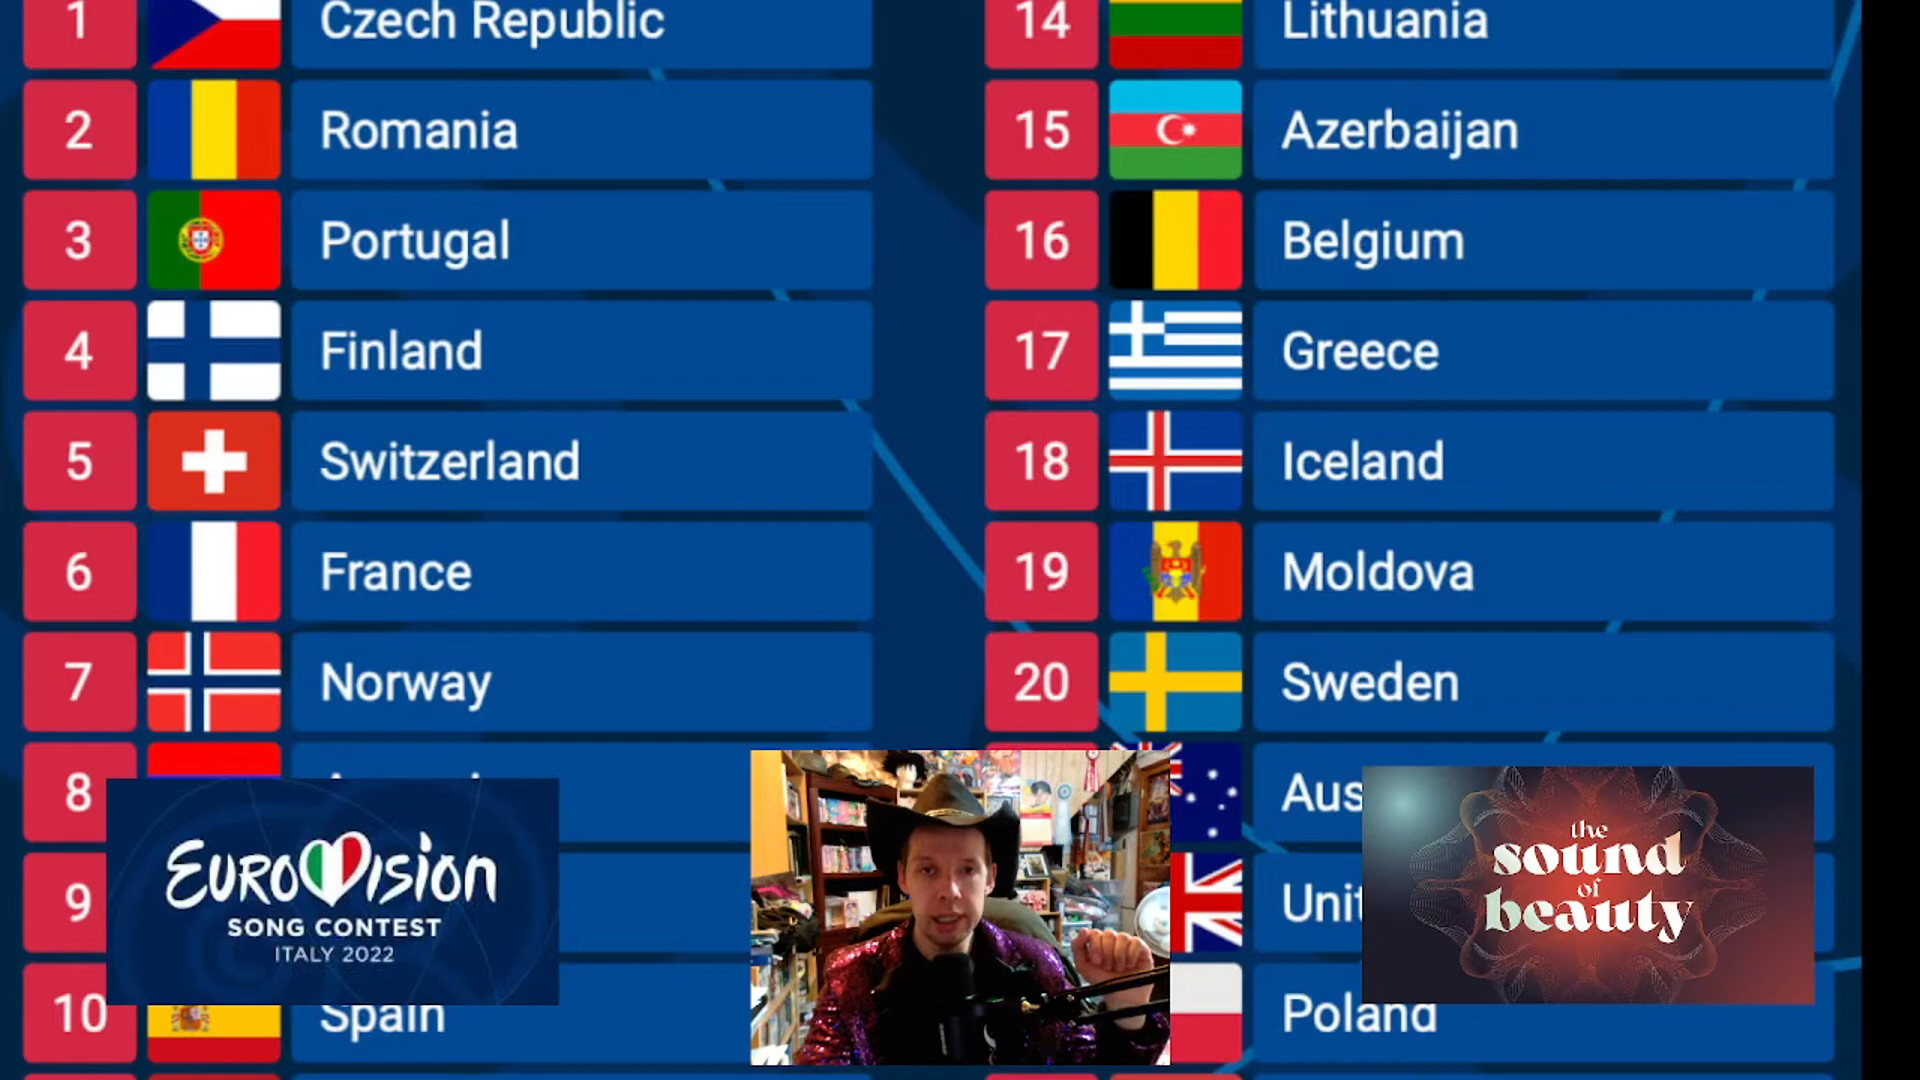 1 Czech Republic
2 Romania
3 Portugal
4 Finland
5 Switzerland
6 France
7 Norway
8
9
10 Spain
14 Lithuania
15 Azerbaijan
16 Belgium
17 Greece
18 Iceland
19 Moldova
20 Sweden
Aus
Unit
Poland
EUROVISION
SONG CONTEST
ITALY 2022
the
sound
of
beauty